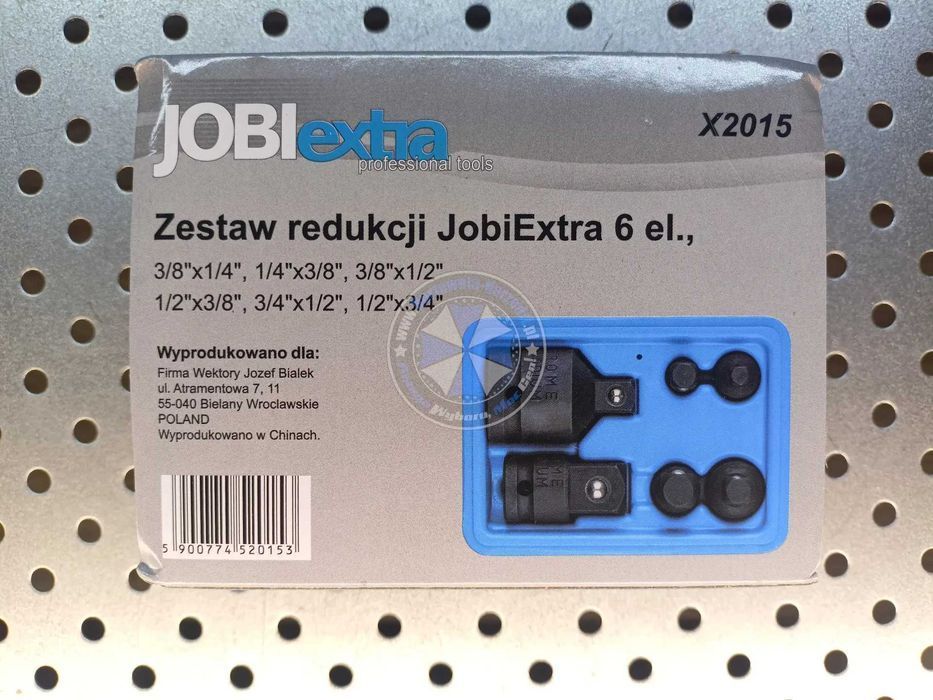 JOBIextra
professional tools
X2015
Zestaw redukcji JobiExtra 6 el.,
3/8"x1/4", 1/4"x3/8", 3/8"x1/2"
1/2"x3/8", 3/4"x1/2", 1/2"x3/4"
Wyprodukowano dla:
Firma Wektory Jozef Bialek
ul. Atramentowa 7, 11
55-040 Bielany Wroclawskie
POLAND
Wyprodukowano w Chinach.
5 900774 520153